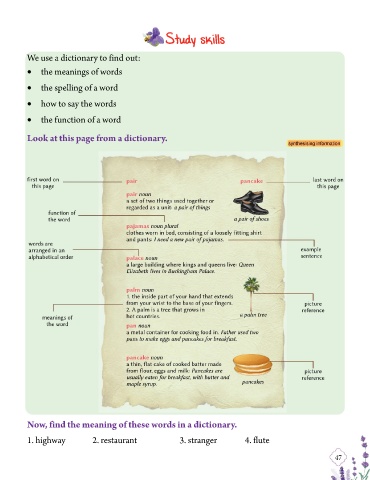 Study skills
We use a dictionary to find out:
• the meanings of words
• the spelling of a word
• how to say the words
• the function of a word
Look at this page from a dictionary.
synthesising information
first word on
this page
pair
pancake
last word on
this page
pair noun
a set of two things used together or
regarded as a unit: a pair of things
a pair of shoes
function of
the word
pajamas noun plural
clothes worn in bed, consisting of a loosely fitting shirt
and pants: I need a new pair of pajamas.
words are
arranged in an
alphabetical order
example
sentence
palace noun
a large building where kings and queens live: Queen
Elizabeth lives in Buckingham Palace.
palm noun
1. the inside part of your hand that extends
from your wrist to the base of your fingers.
2. A palm is a tree that grows in
hot countries.
a palm tree
picture
reference
meanings of
the word
pan noun
a metal container for cooking food in. Father used two
pans to make eggs and pancakes for breakfast.
pancake noun
a thin, flat cake of cooked batter made
from flour, eggs and milk: Pancakes are
usually eaten for breakfast, with butter and
maple syrup.
pancakes
picture
reference
Now, find the meaning of these words in a dictionary.
1. highway 2. restaurant 3. stranger 4. flute
47